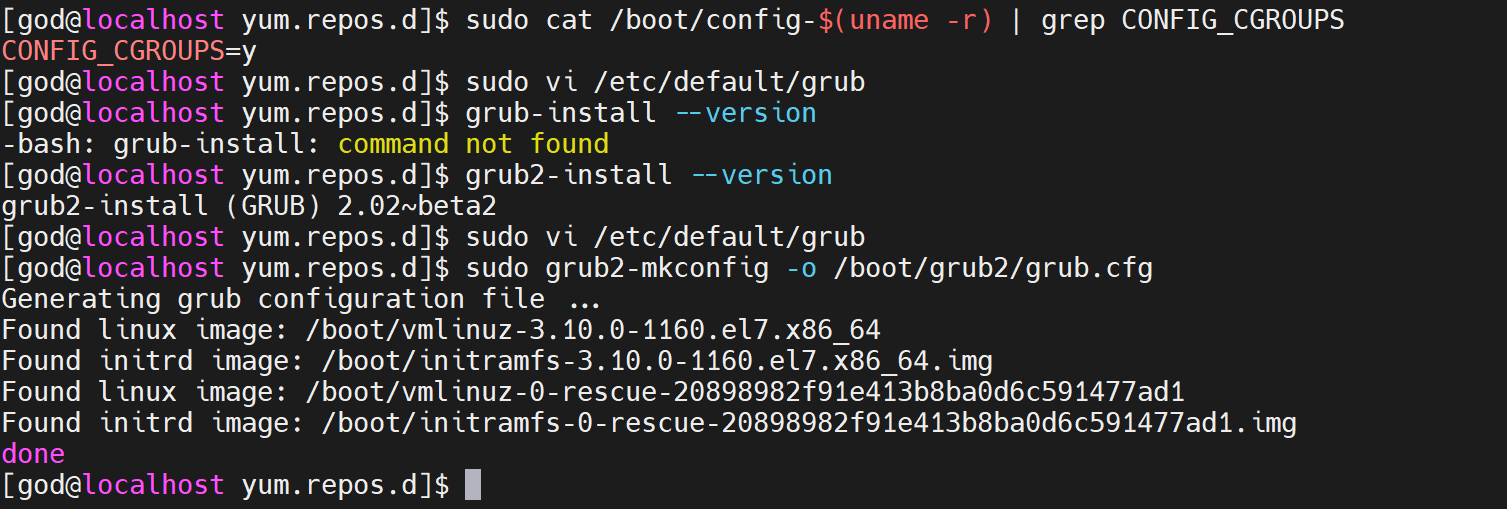 [god@localhost yum.repos.d]$ sudo cat /boot/config-$(uname -r) | grep CONFIG_CGROUPS
CONFIG_CGROUPS=y
[god@localhost yum.repos.d]$ sudo vi /etc/default/grub
[god@localhost yum.repos.d]$ grub-install --version
-bash: grub-install: command not found
[god@localhost yum.repos.d]$ grub2-install --version
grub2-install (GRUB) 2.02~beta2
[god@localhost yum.repos.d]$ sudo vi /etc/default/grub
[god@localhost yum.repos.d]$ sudo grub2-mkconfig -o /boot/grub2/grub.cfg
Generating grub configuration file ...
Found linux image: /boot/vmlinuz-3.10.0-1160.el7.x86_64
Found initrd image: /boot/initramfs-3.10.0-1160.el7.x86_64.img
Found linux image: /boot/vmlinuz-0-rescue-20898982f91e413b8ba0d6c591477ad1
Found initrd image: /boot/initramfs-0-rescue-20898982f91e413b8ba0d6c591477ad1.img
done
[god@localhost yum.repos.d]$